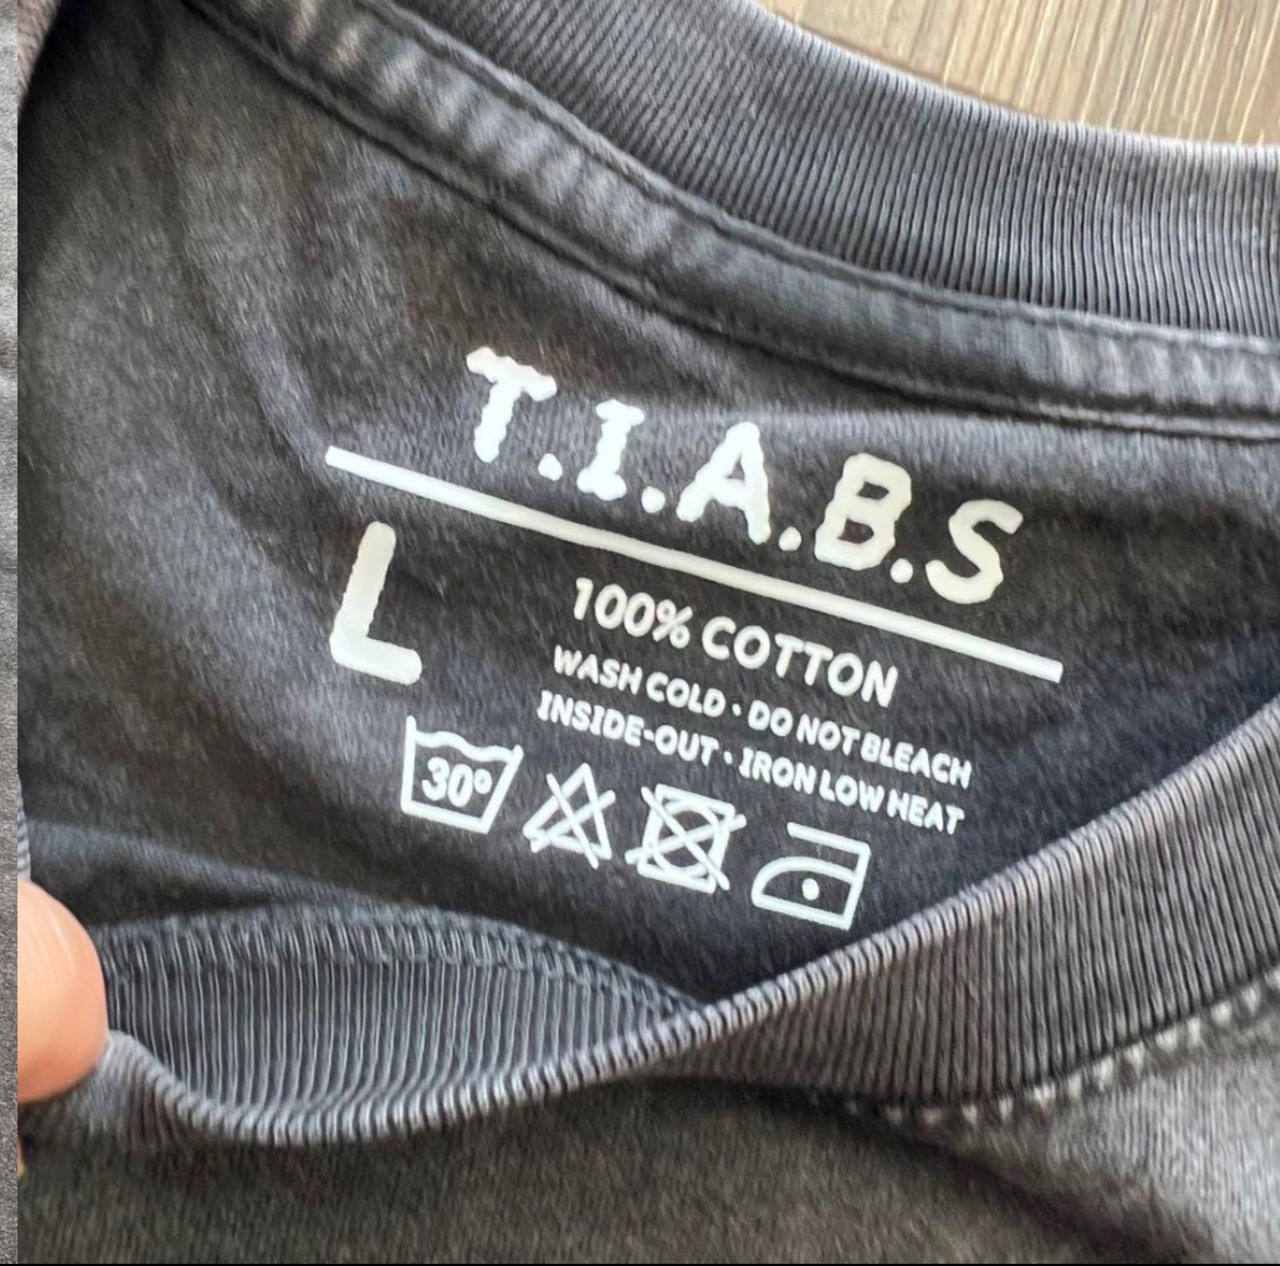 T.I.A.B.S
L
100% COTTON
WASH COLD · DO NOT BLEACH
INSIDE-OUT · IRON LOW HEAT
30°